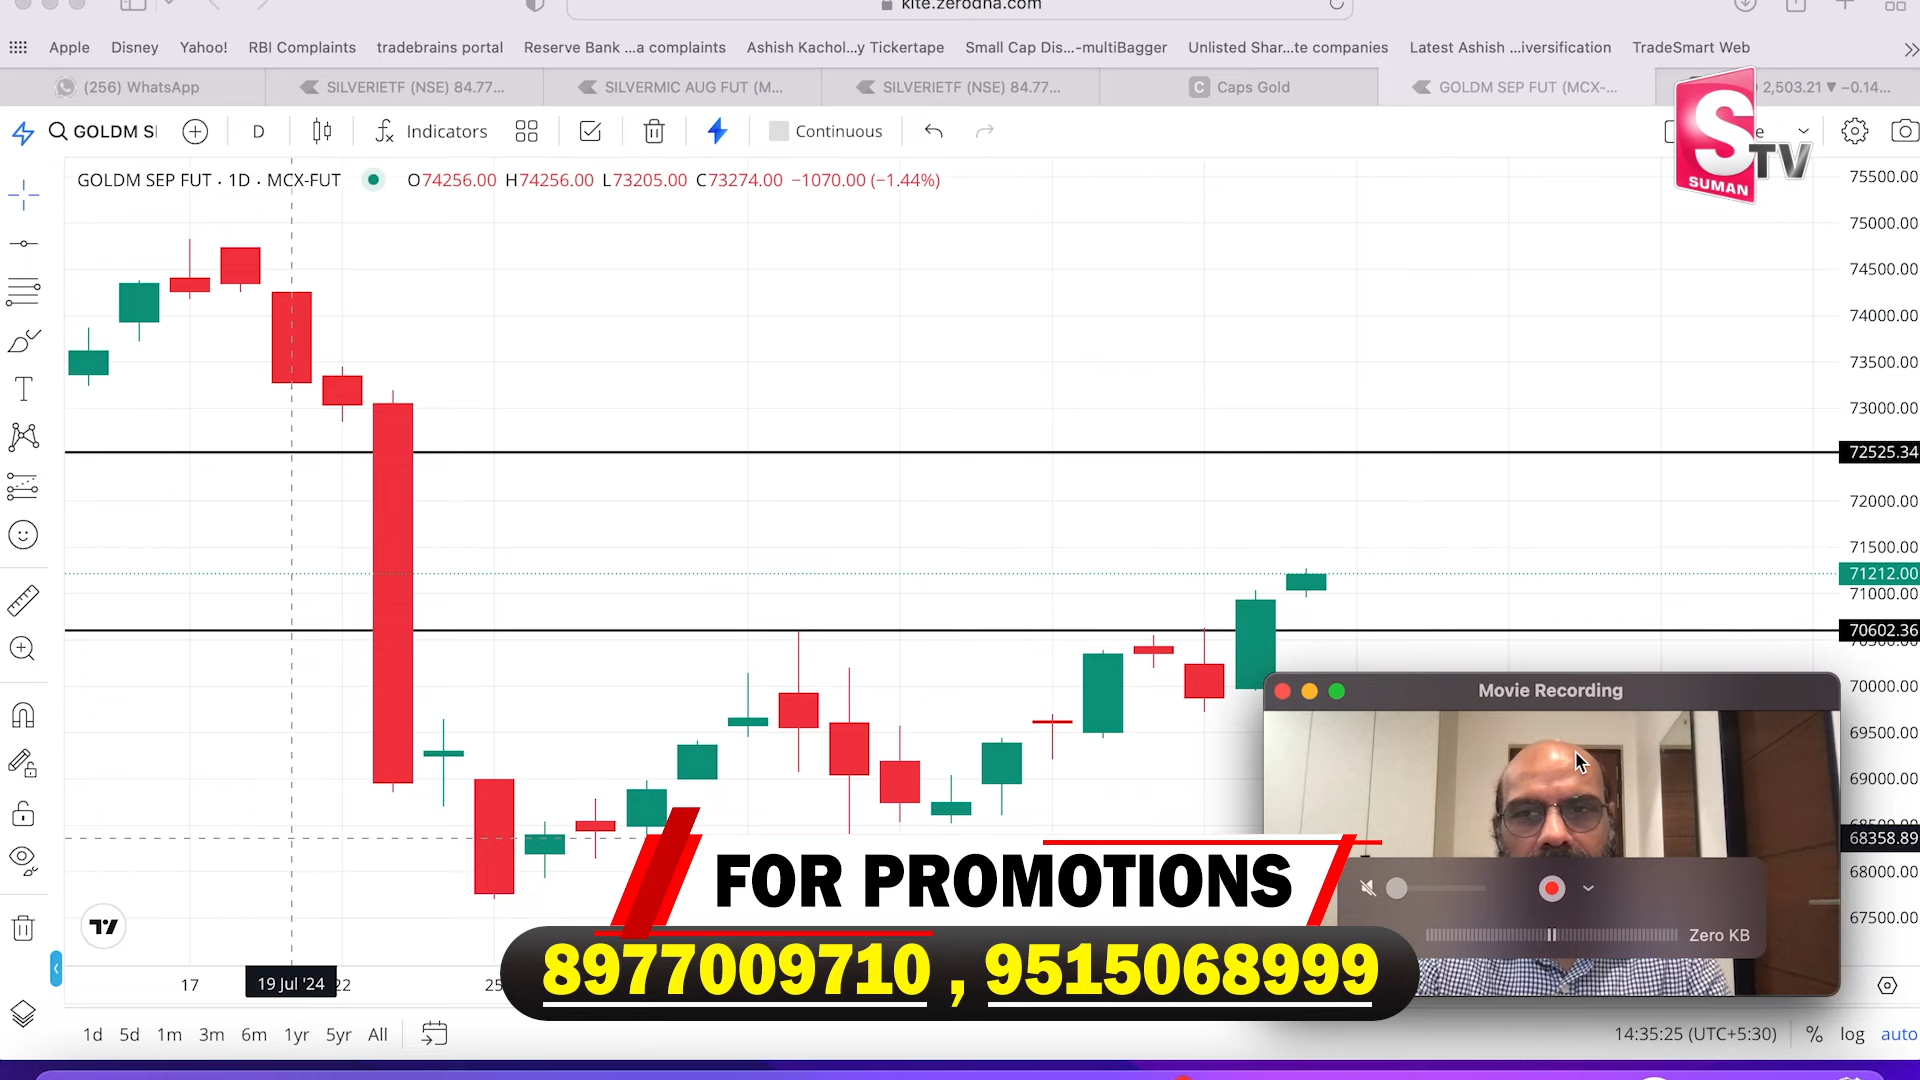 kite.zerodha.com
Apple Disney Yahoo! RBI Complaints tradebrains portal Reserve Bank ...a complaints Ashish Kachol...y Tickertape Small Cap Dis...-multiBagger Unlisted Shar...te companies Latest Ashish ...iversification TradeSmart Web
(256) WhatsApp SILVERIETF (NSE) 84.77... SILVERMIC AUG FUT (M... SILVERIETF (NSE) 84.77... C Caps Gold GOLDM SEP FUT (MCX-... 2,503.21 ▼ −0.14...
GOLDM SI D Indicators Continuous e
S TV
SUMAN
GOLDM SEP FUT · 1D · MCX-FUT O74256.00 H74256.00 L73205.00 C73274.00 −1070.00 (−1.44%)
75500.00
75000.00
74500.00
74000.00
73500.00
73000.00
72525.34
72000.00
71500.00
71212.00
71000.00
70602.36
70000.00
69500.00
69000.00
68358.89
68000.00
67500.00
Movie Recording
Zero KB
FOR PROMOTIONS
8977009710 , 9515068999
17 19 Jul '24 22 25
1d 5d 1m 3m 6m 1yr 5yr All 14:35:25 (UTC+5:30) % log auto